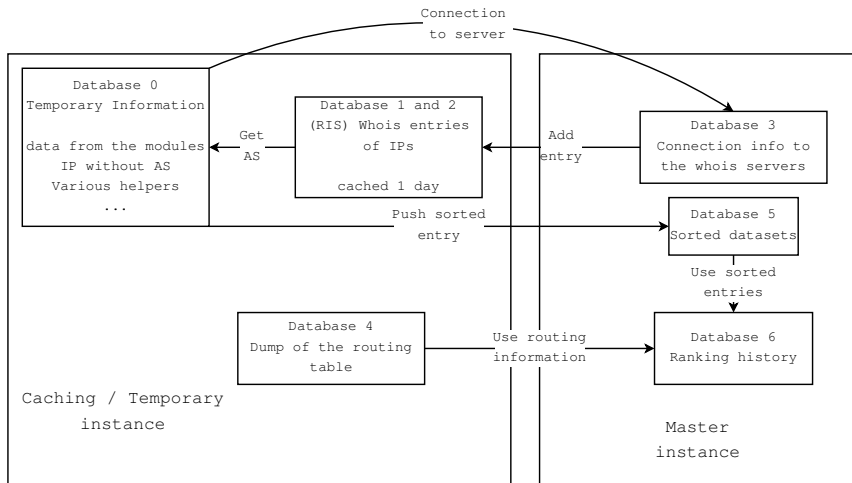 Connection
to server
Database 0
Temporary Information
data from the modules
IP without AS
Various helpers
...
Get
AS
Database 1 and 2
(RIS) Whois entries
of IPs
cached 1 day
Add
entry
Database 3
Connection info to
the whois servers
Push sorted
entry
Database 5
Sorted datasets
Use sorted
entries
Database 4
Dump of the routing
table
Use routing
information
Database 6
Ranking history
Caching / Temporary
instance
Master
instance